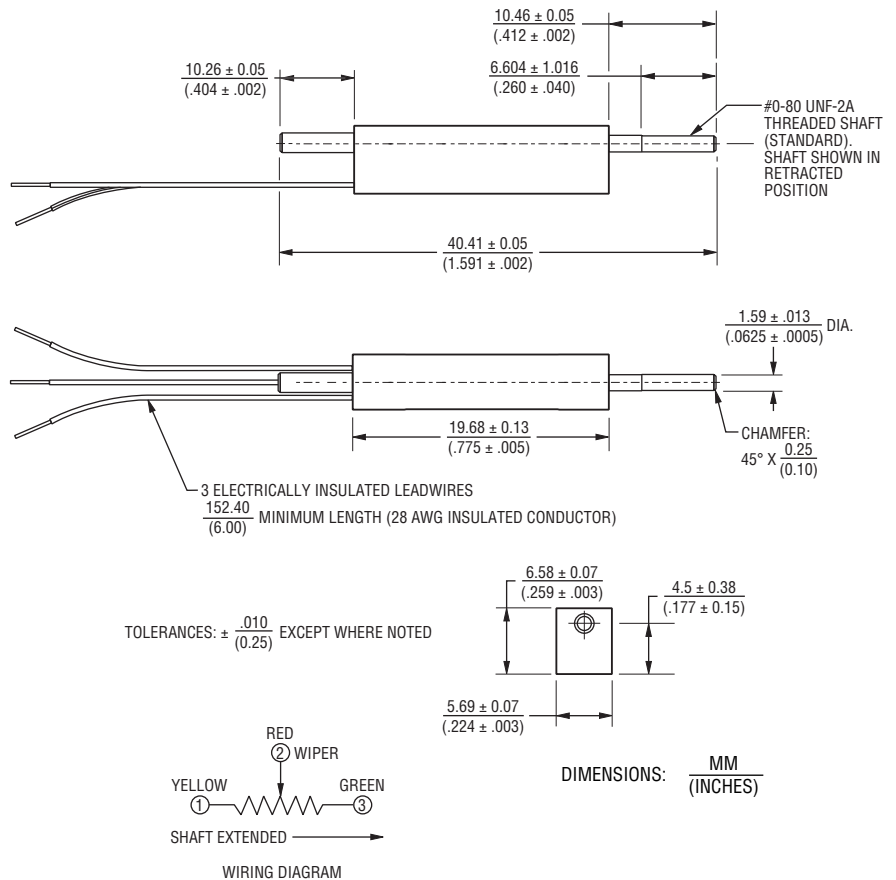 10.46 ± 0.05
(.412 ± .002)
10.26 ± 0.05
(.404 ± .002)
6.604 ± 1.016
(.260 ± .040)
#0-80 UNF-2A
THREADED SHAFT
(STANDARD).
SHAFT SHOWN IN
RETRACTED
POSITION
40.41 ± 0.05
(1.591 ± .002)
1.59 ± .013
(.0625 ± .0005)
DIA.
19.68 ± 0.13
(.775 ± .005)
CHAMFER:
45° X 0.25
(0.10)
3 ELECTRICALLY INSULATED LEADWIRES
152.40
(6.00)
MINIMUM LENGTH (28 AWG INSULATED CONDUCTOR)
6.58 ± 0.07
(.259 ± .003)
4.5 ± 0.38
(.177 ± 0.15)
TOLERANCES: ± .010
(0.25)
EXCEPT WHERE NOTED
5.69 ± 0.07
(.224 ± .003)
RED
2 WIPER
YELLOW
GREEN
1
3
SHAFT EXTENDED
WIRING DIAGRAM
DIMENSIONS: MM
(INCHES)